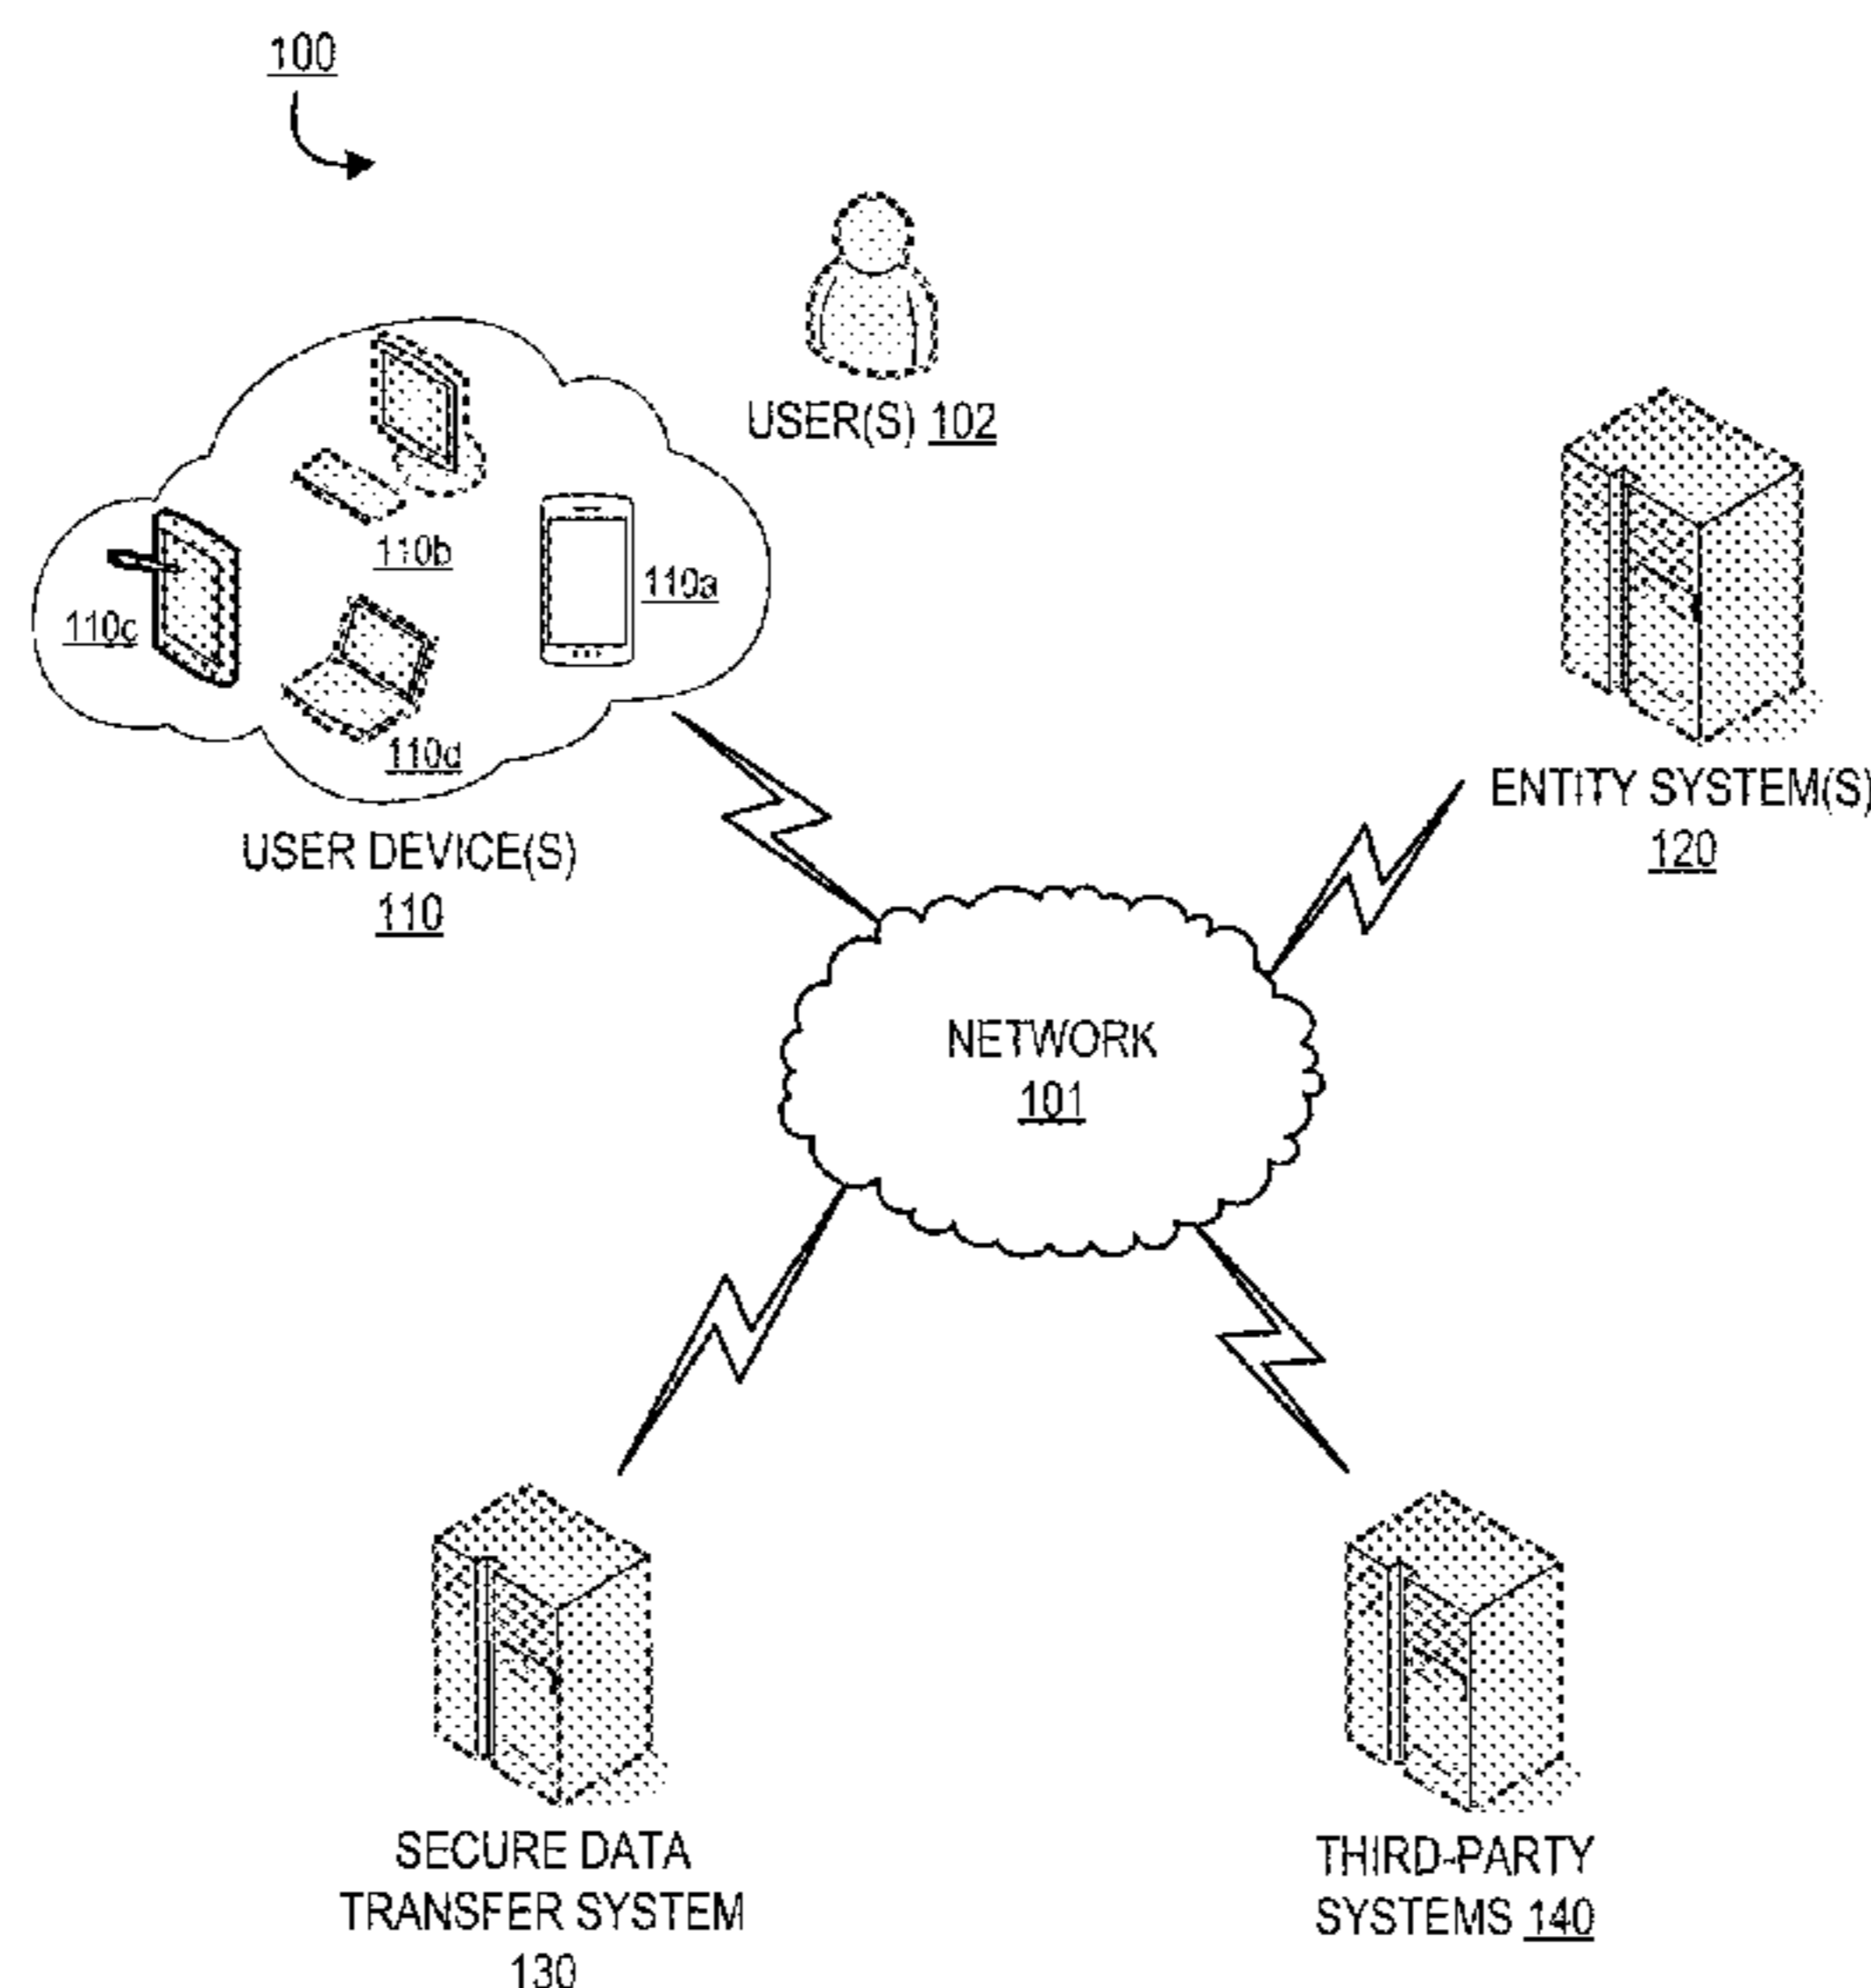 100
USER(S) 102
110b
110a
110c
110d
USER DEVICE(S)
110
ENTITY SYSTEM(S)
120
NETWORK
101
SECURE DATA
TRANSFER SYSTEM
130
THIRD-PARTY
SYSTEMS 140